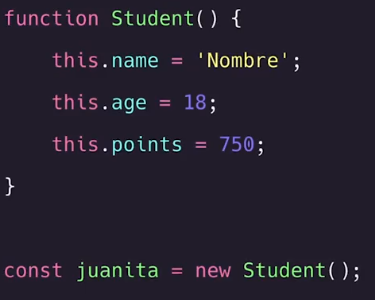 function Student() {
    this.name = 'Nombre';
    this.age = 18;
    this.points = 750;
}
const juanita = new Student();